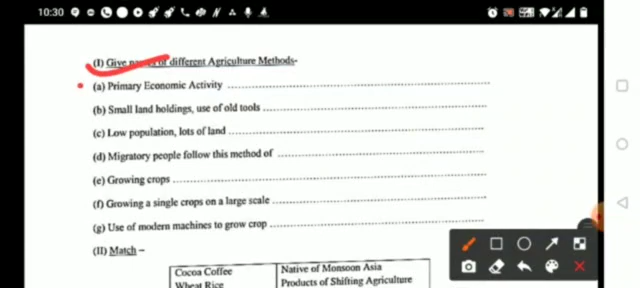 10:30
(I) Give names of different Agriculture Methods-
(a) Primary Economic Activity
(b) Small land holdings, use of old tools
(c) Low population, lots of land
(d) Migratory people follow this method of
(e) Growing crops
(f) Growing a single crops on a large scale
(g) Use of modern machines to grow crop
(II) Match –
Cocoa Coffee Native of Monsoon Asia
Wheat Rice Products of Shifting Agriculture